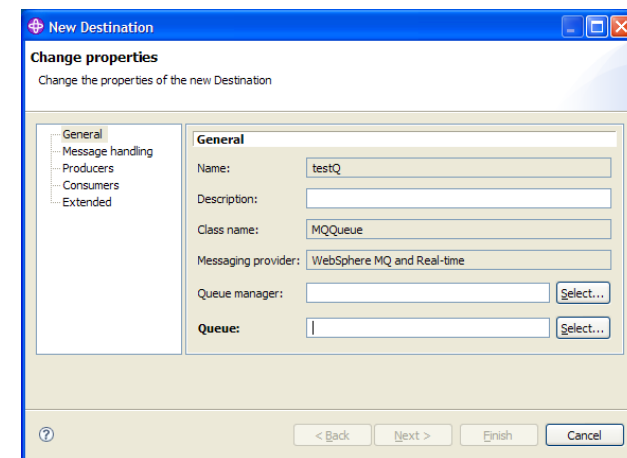 New Destination
Change properties
Change the properties of the new Destination
General
Message handling
Producers
Consumers
Extended
General
Name: testQ
Description:
Class name: MQQueue
Messaging provider: WebSphere MQ and Real-time
Queue manager: Select...
Queue: Select...
? < Back Next > Finish Cancel